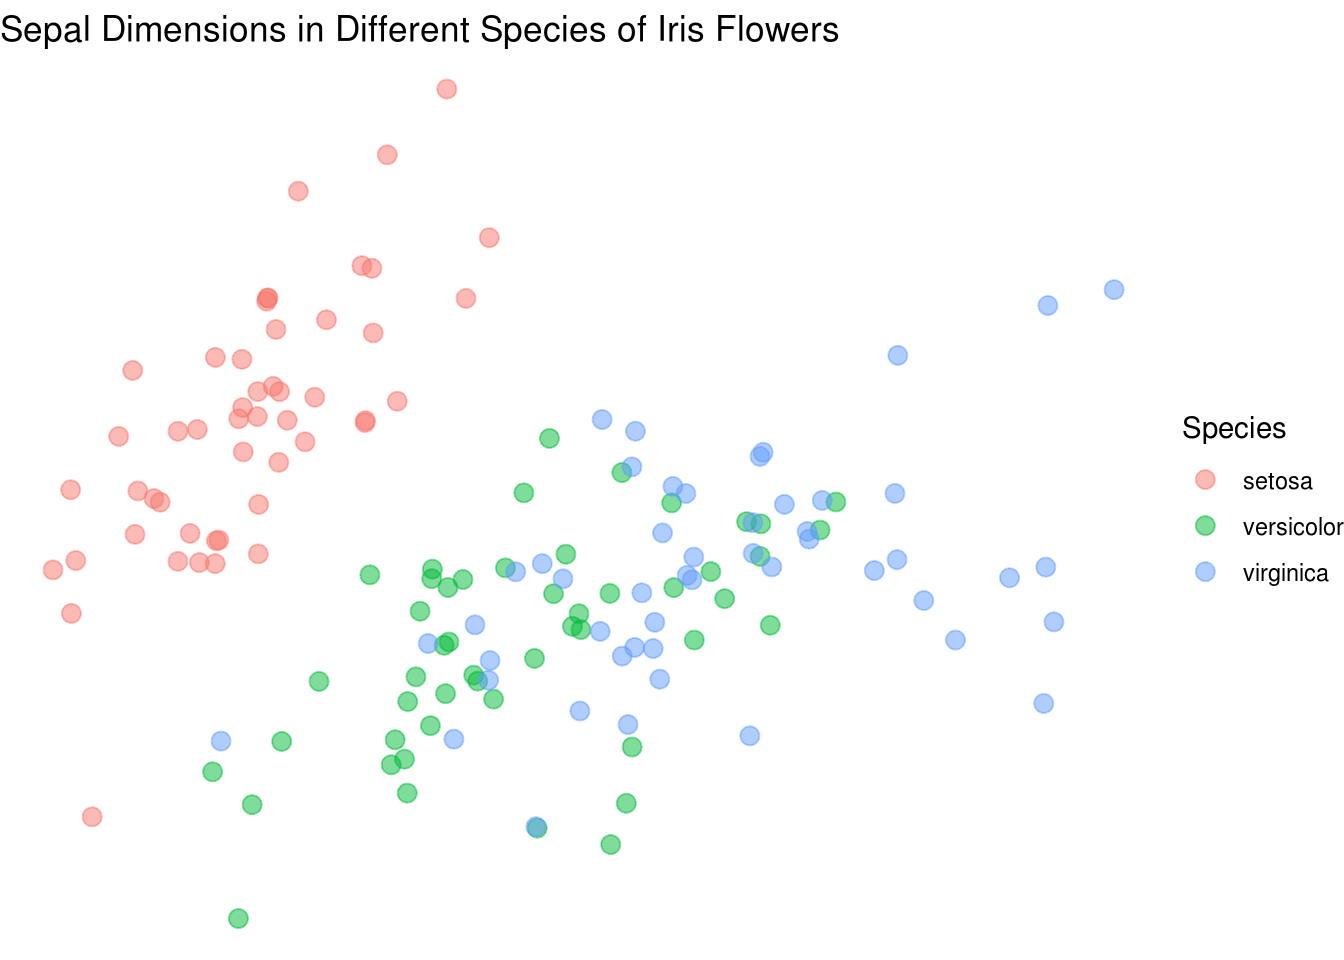 Sepal Dimensions in Different Species of Iris Flowers
Species
setosa
versicolor
virginica